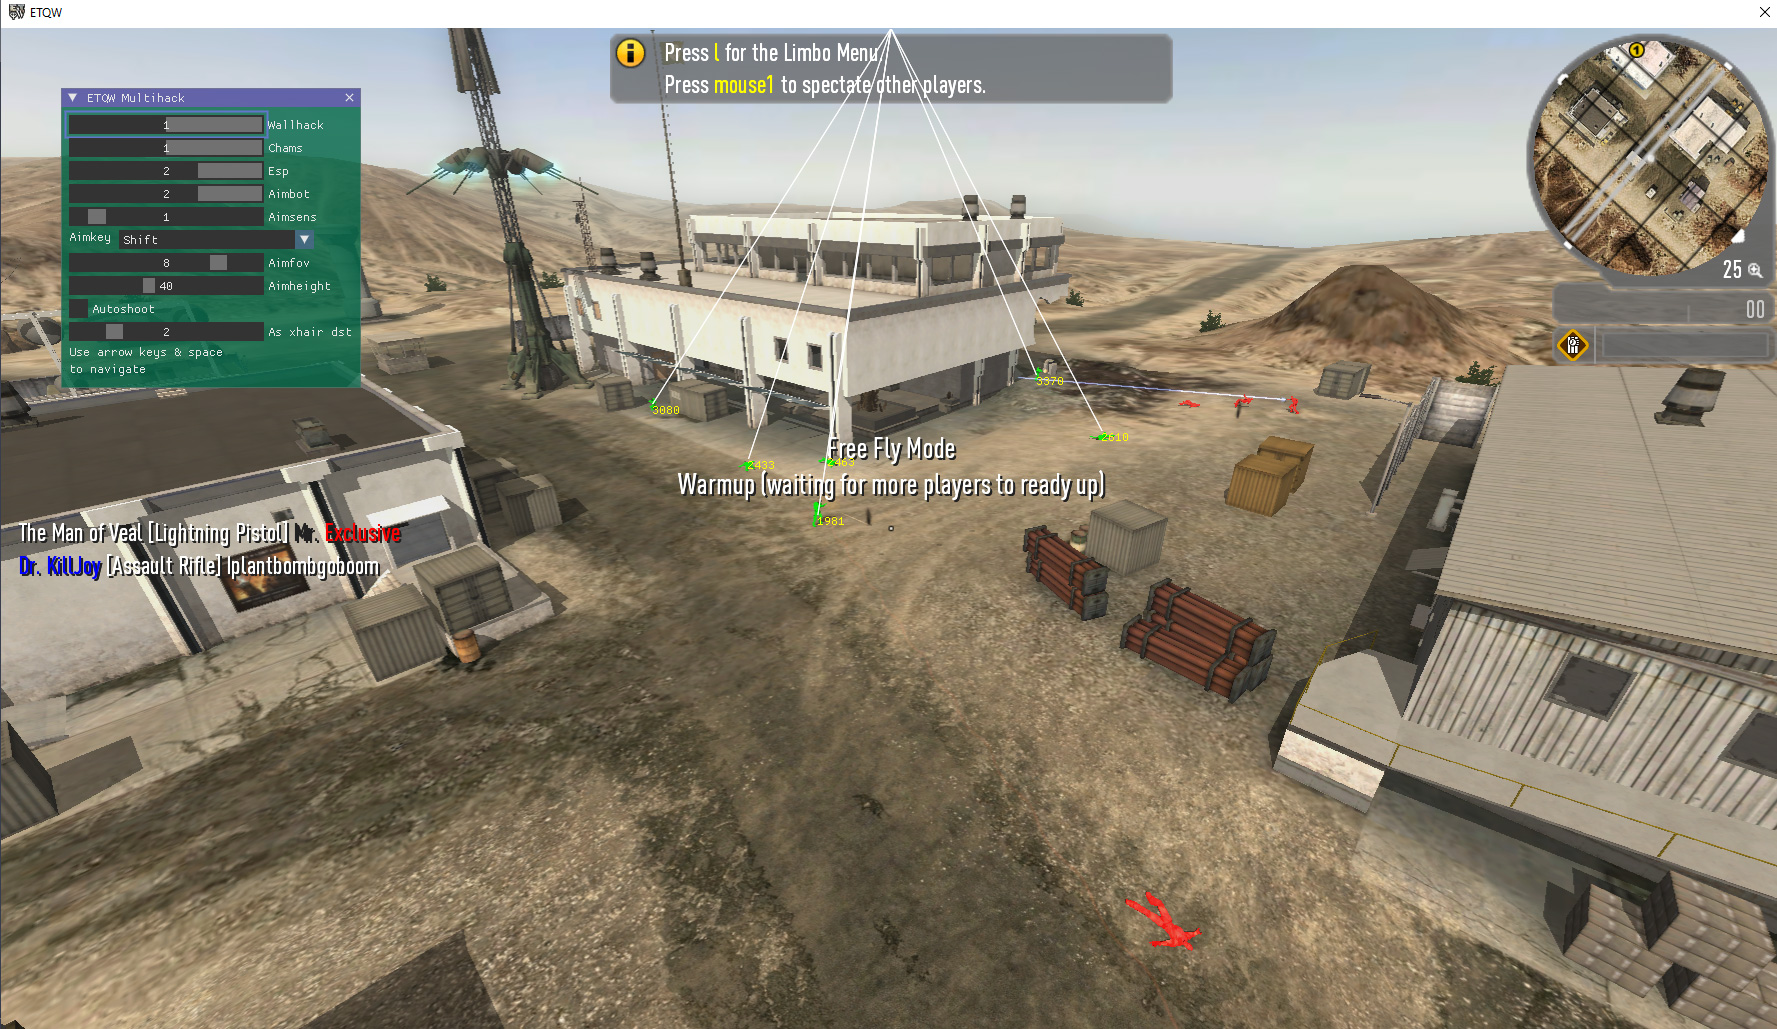 ETQW
Press l for the Limbo Menu.
Press mouse1 to spectate other players.
ETQW Multihack
1 Wallhack
1 Chams
2 Esp
2 Aimbot
1 Aimsens
Aimkey Shift
8 Aimfov
40 Aimheight
Autoshoot
2 As xhair dst
Use arrow keys & space
to navigate
1
25
00
3370
3080
2610
2433
2463
Free Fly Mode
Warmup (waiting for more players to ready up)
1981
The Man of Veal [Lightning Pistol] Mr. Exclusive
Dr. KillJoy [Assault Rifle] Iplantbombgoboom